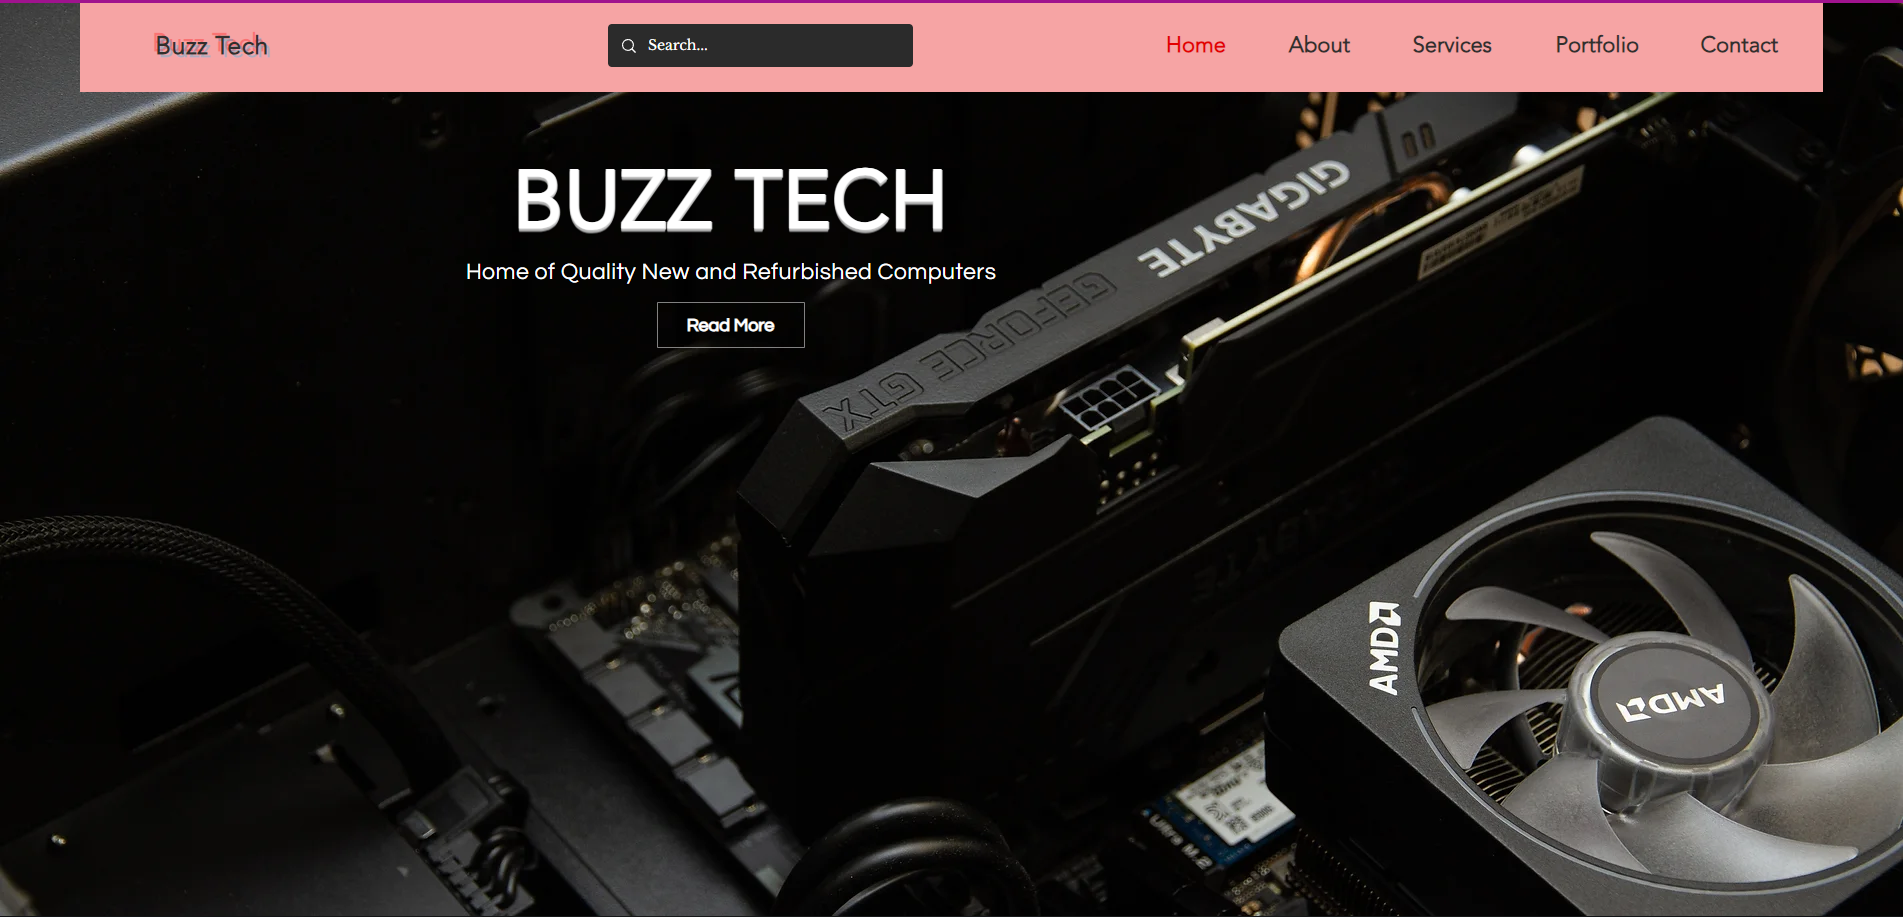 Buzz Tech
Search...
Home
About
Services
Portfolio
Contact
BUZZ TECH
Home of Quality New and Refurbished Computers
Read More
GIGABYTE
GEFORCE GTX
AMD
AMD
Ultra M.2